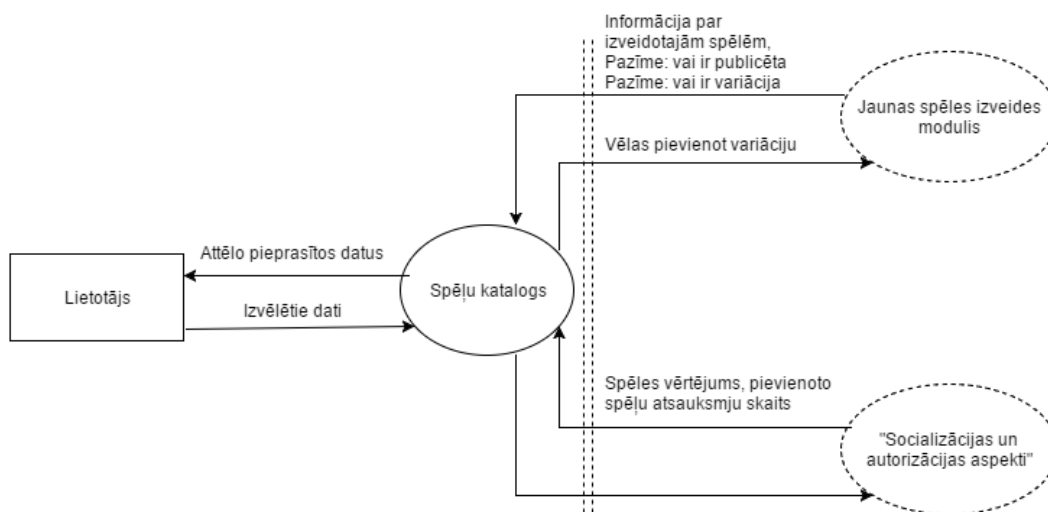 Informācija par
izveidotajām spēlēm,
Pazīme: vai ir publicēta
Pazīme: vai ir variācija
Jaunas spēles izveides
modulis
Vēlas pievienot variāciju
Attēlo pieprasītos datus
Lietotājs
Spēļu katalogs
Izvēlētie dati
Spēles vērtējums, pievienoto
spēļu atsauksmju skaits
"Socializācijas un
autorizācijas aspekti"